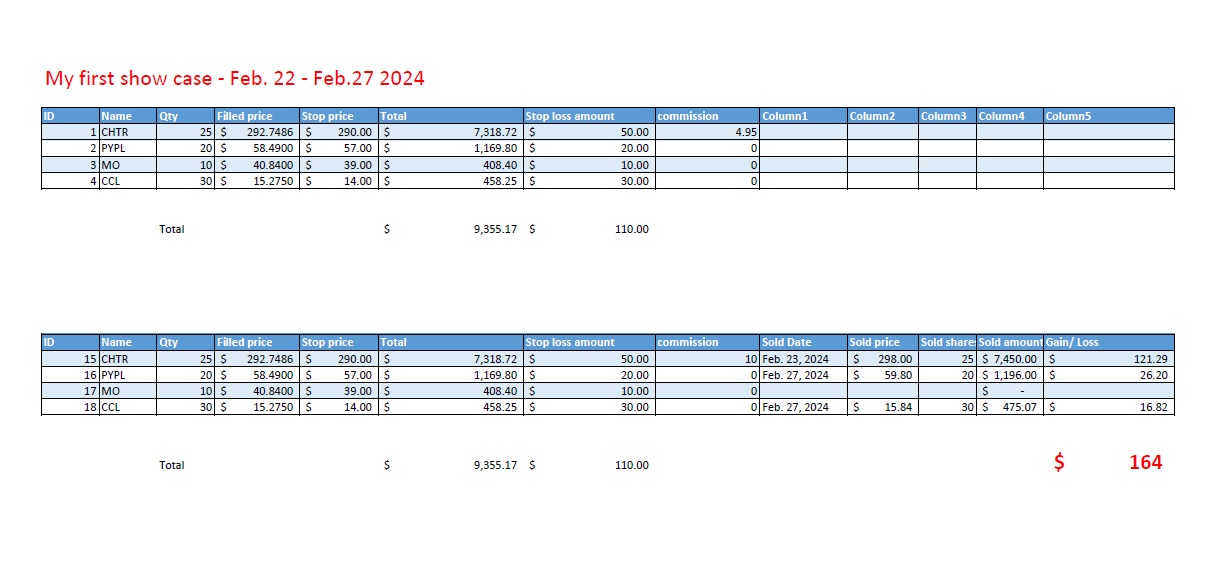 My first show case - Feb. 22 - Feb.27 2024
ID Name Qty Filled price Stop price Total Stop loss amount commission Column1 Column2 Column3 Column4 Column5
1 CHTR 25 $ 292.7486 $ 290.00 $ 7,318.72 $ 50.00 4.95
2 PYPL 20 $ 58.4900 $ 57.00 $ 1,169.80 $ 20.00 0
3 MO 10 $ 40.8400 $ 39.00 $ 408.40 $ 10.00 0
4 CCL 30 $ 15.2750 $ 14.00 $ 458.25 $ 30.00 0
Total $ 9,355.17 $ 110.00
ID Name Qty Filled price Stop price Total Stop loss amount commission Sold Date Sold price Sold share Sold amount Gain/ Loss
15 CHTR 25 $ 292.7486 $ 290.00 $ 7,318.72 $ 50.00 10 Feb. 23, 2024 $ 298.00 25 $ 7,450.00 $ 121.29
16 PYPL 20 $ 58.4900 $ 57.00 $ 1,169.80 $ 20.00 0 Feb. 27, 2024 $ 59.80 20 $ 1,196.00 $ 26.20
17 MO 10 $ 40.8400 $ 39.00 $ 408.40 $ 10.00 0 $ -
18 CCL 30 $ 15.2750 $ 14.00 $ 458.25 $ 30.00 0 Feb. 27, 2024 $ 15.84 30 $ 475.07 $ 16.82
Total $ 9,355.17 $ 110.00 $ 164